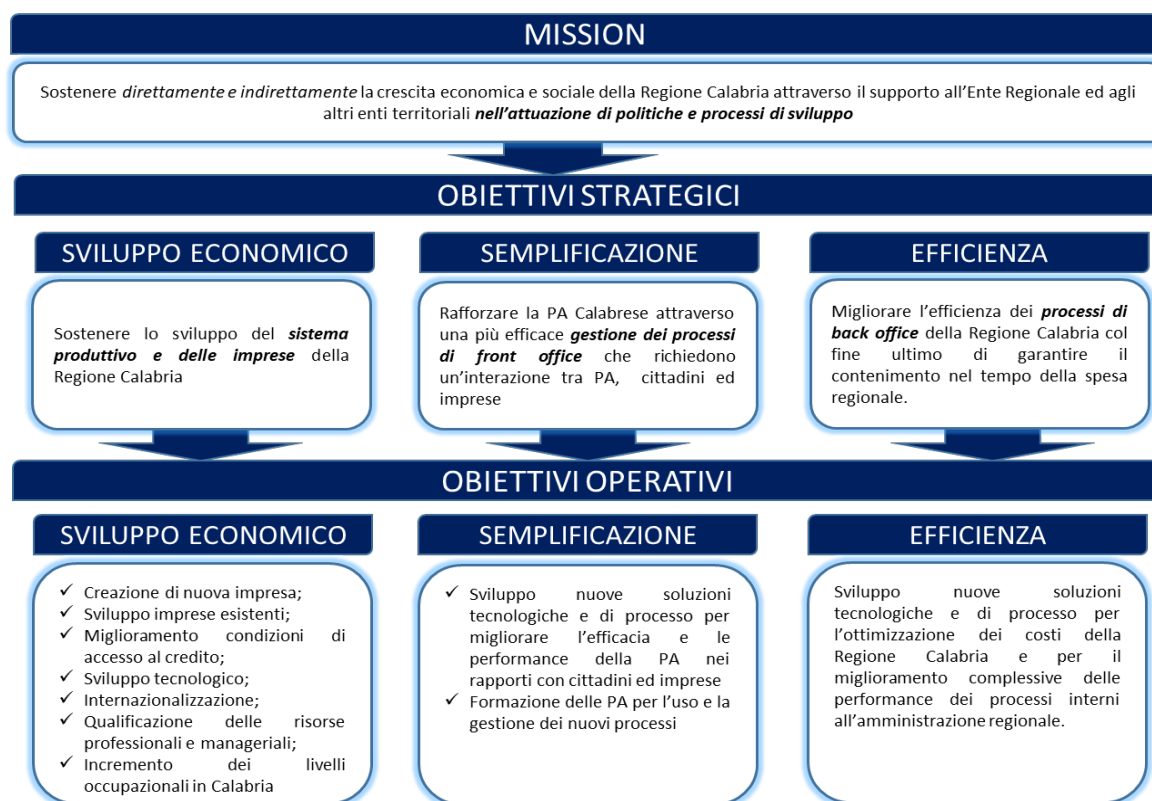 MISSION
Sostenere direttamente e indirettamente la crescita economica e sociale della Regione Calabria attraverso il supporto all'Ente Regionale ed agli
altri enti territoriali nell'attuazione di politiche e processi di sviluppo
OBIETTIVI STRATEGICI
SVILUPPO ECONOMICO
Sostenere lo sviluppo del sistema
produttivo e delle imprese della
Regione Calabria
SEMPLIFICAZIONE
Rafforzare la PA Calabrese attraverso
una più efficace gestione dei processi
di front office che richiedono
un'interazione tra PA, cittadini ed
imprese
EFFICIENZA
Migliorare l'efficienza dei processi di
back office della Regione Calabria col
fine ultimo di garantire il
contenimento nel tempo della spesa
regionale.
OBIETTIVI OPERATIVI
SVILUPPO ECONOMICO
✓ Creazione di nuova impresa;
✓ Sviluppo imprese esistenti;
✓ Miglioramento condizioni di
accesso al credito;
✓ Sviluppo tecnologico;
✓ Internazionalizzazione;
✓ Qualificazione delle risorse
professionali e manageriali;
✓ Incremento dei livelli
occupazionali in Calabria
SEMPLIFICAZIONE
✓ Sviluppo nuove soluzioni
tecnologiche e di processo per
migliorare l'efficacia e le
performance della PA nei
rapporti con cittadini ed imprese
✓ Formazione delle PA per l'uso e la
gestione dei nuovi processi
EFFICIENZA
Sviluppo nuove soluzioni
tecnologiche e di processo per
l'ottimizzazione dei costi della
Regione Calabria e per il
miglioramento complessive delle
performance dei processi interni
all'amministrazione regionale.